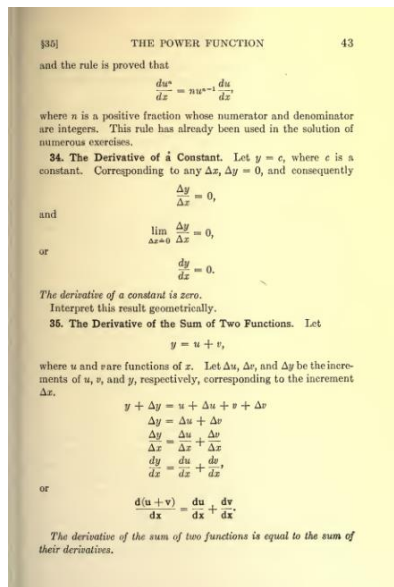 §35] THE POWER FUNCTION 43
and the rule is proved that
duⁿ/dx = nuⁿ⁻¹ du/dx,
where n is a positive fraction whose numerator and denominator
are integers. This rule has already been used in the solution of
numerous exercises.
34. The Derivative of a Constant. Let y = c, where c is a
constant. Corresponding to any Δx, Δy = 0, and consequently
Δy/Δx = 0,
and
lim Δx≐0 Δy/Δx = 0,
or
dy/dx = 0.
The derivative of a constant is zero.
Interpret this result geometrically.
35. The Derivative of the Sum of Two Functions. Let
y = u + v,
where u and v are functions of x. Let Δu, Δv, and Δy be the incre-
ments of u, v, and y, respectively, corresponding to the increment
Δx.
y + Δy = u + Δu + v + Δv
Δy = Δu + Δv
Δy/Δx = Δu/Δx + Δv/Δx
dy/dx = du/dx + dv/dx,
or
d(u + v)/dx = du/dx + dv/dx.
The derivative of the sum of two functions is equal to the sum of
their derivatives.